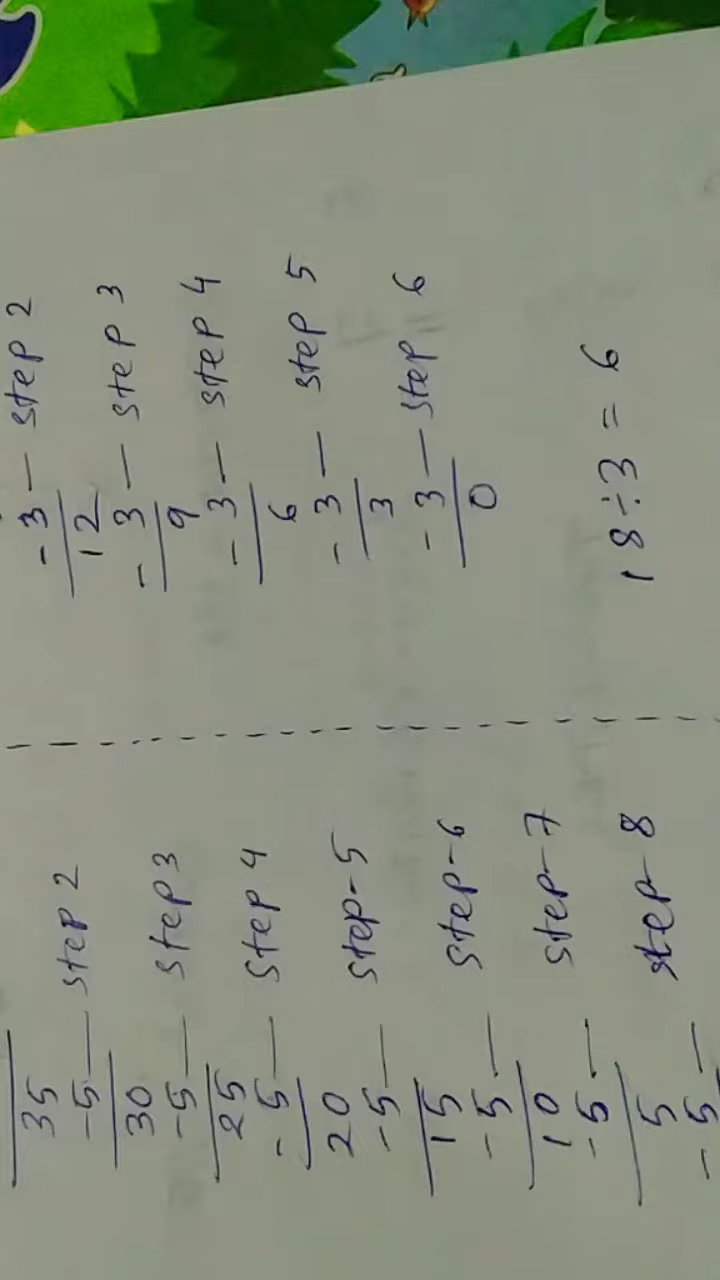 35
-5 — step 2
30
-5 — step 3
25
-5 — step 4
20
-5 — step-5
15
-5 — step-6
10
-5 — step-7
5
-5 — step-8
-3 — step 2
12
-3 — step 3
9
-3 — step 4
6
-3 — step 5
3
-3 — step 6
0
18÷3 = 6